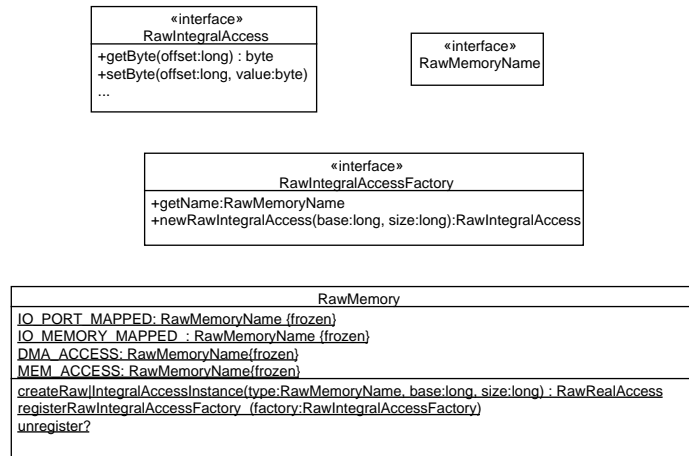 «interface»
RawIntegralAccess
+getByte(offset:long) : byte
+setByte(offset:long, value:byte)
...
«interface»
RawMemoryName
«interface»
RawIntegralAccessFactory
+getName:RawMemoryName
+newRawIntegralAccess(base:long, size:long):RawIntegralAccess
RawMemory
IO_PORT_MAPPED: RawMemoryName {frozen}
IO_MEMORY_MAPPED : RawMemoryName {frozen}
DMA_ACCESS: RawMemoryName{frozen}
MEM_ACCESS: RawMemoryName{frozen}
createRaw|IntegralAccessInstance(type:RawMemoryName, base:long, size:long) : RawRealAccess
registerRawIntegralAccessFactory (factory:RawIntegralAccessFactory)
unregister?